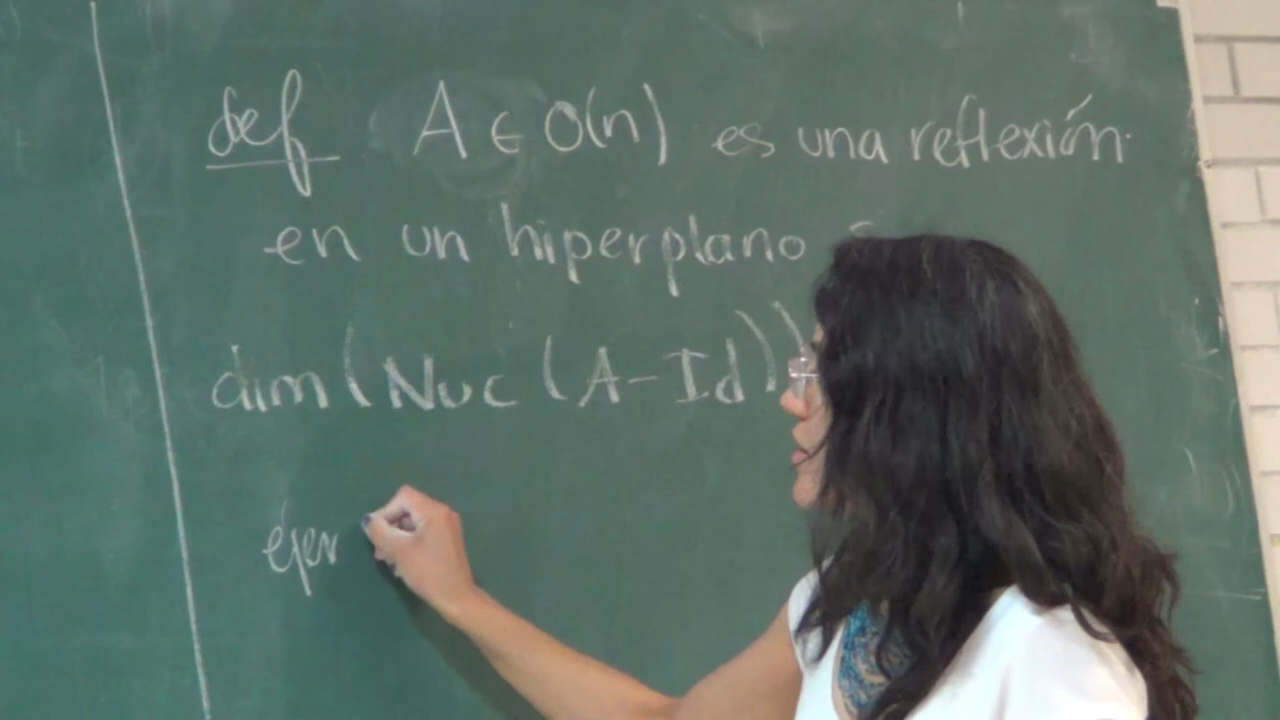 def A ∈ O(n) es una reflexión
en un hiperplano
dim(Nuc(A-Id))
ejer